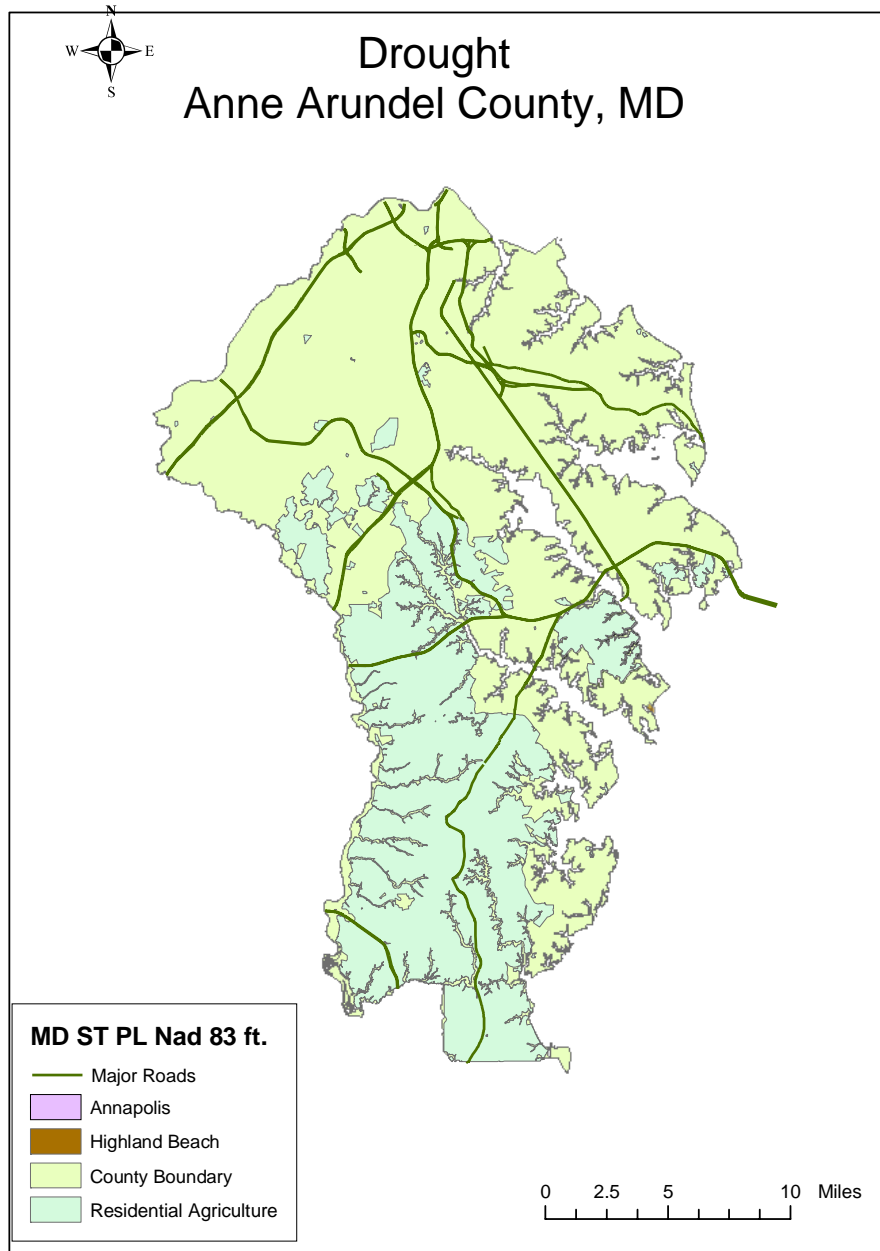 N
W E
S
Drought
Anne Arundel County, MD
MD ST PL Nad 83 ft.
Major Roads
Annapolis
Highland Beach
County Boundary
Residential Agriculture
0 2.5 5 10 Miles